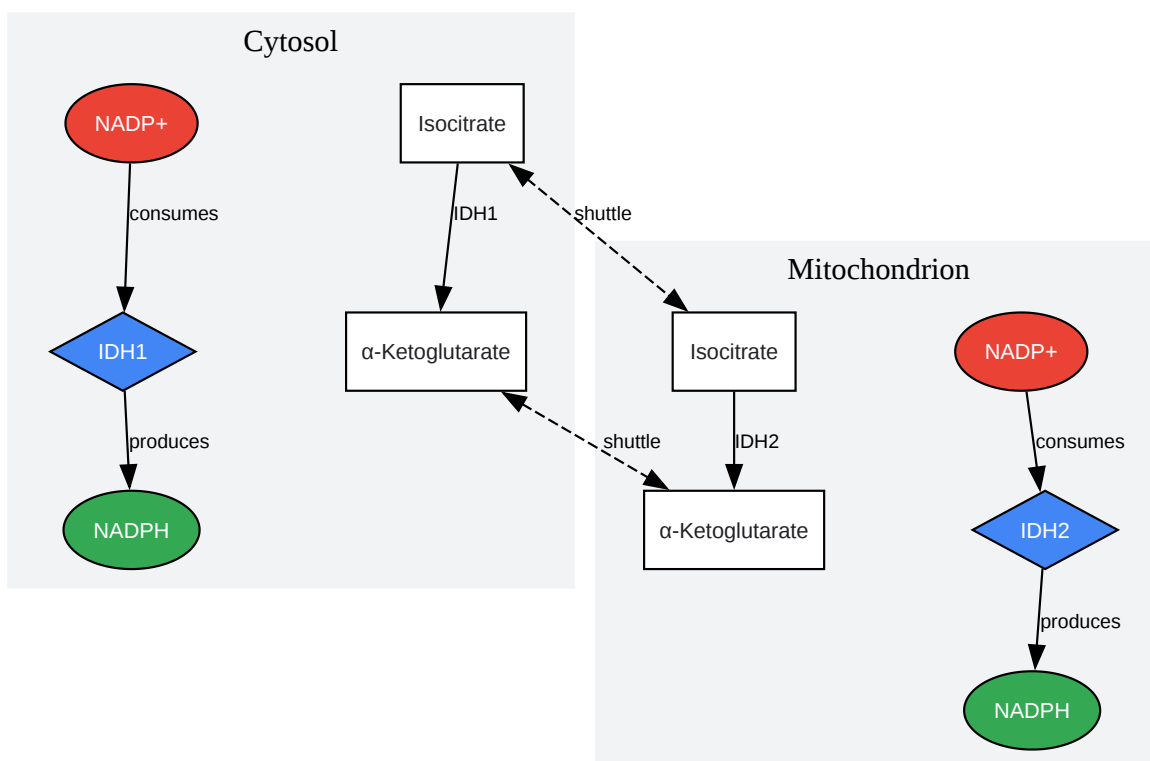 Cytosol
NADP+
Isocitrate
consumes
IDH1
shuttle
Mitochondrion
IDH1
α-Ketoglutarate
Isocitrate
NADP+
produces
shuttle
IDH2
consumes
NADPH
α-Ketoglutarate
IDH2
produces
NADPH